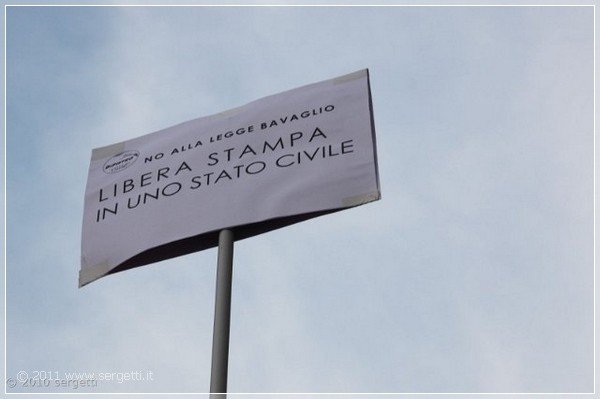 NO ALLA LEGGE BAVAGLIO
LIBERA STAMPA
IN UNO STATO CIVILE
© 2011 www.sergetti.it
© 2010 sergetti